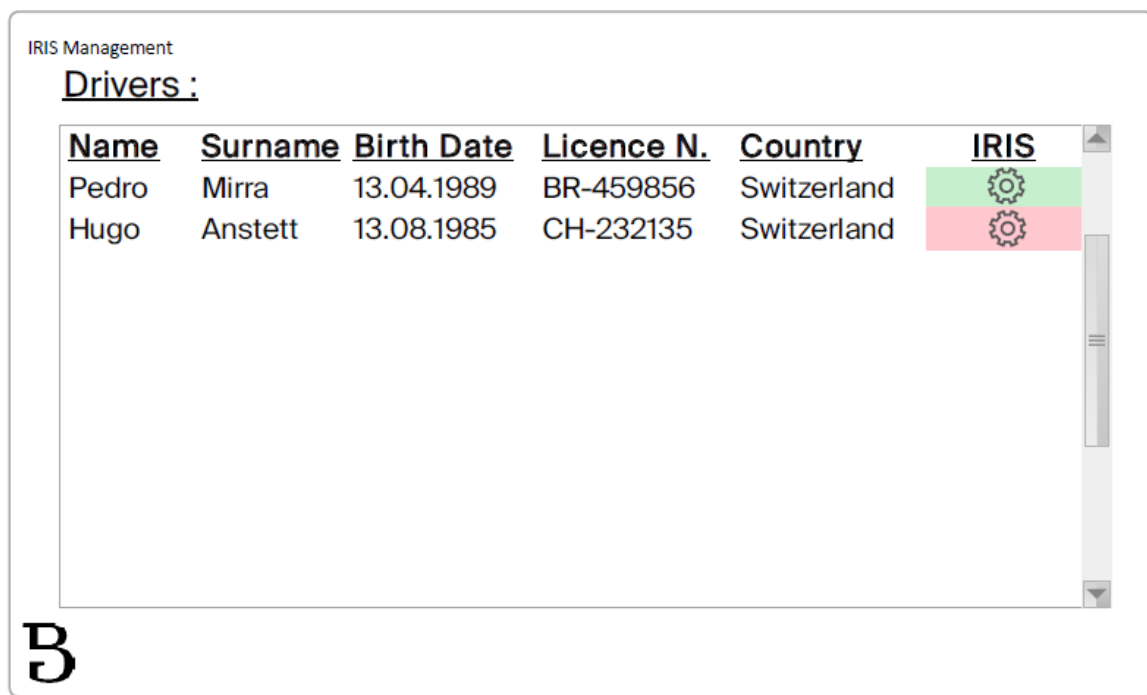 IRIS Management
Drivers :
Name Surname Birth Date Licence N. Country IRIS
Pedro Mirra 13.04.1989 BR-459856 Switzerland
Hugo Anstett 13.08.1985 CH-232135 Switzerland
B